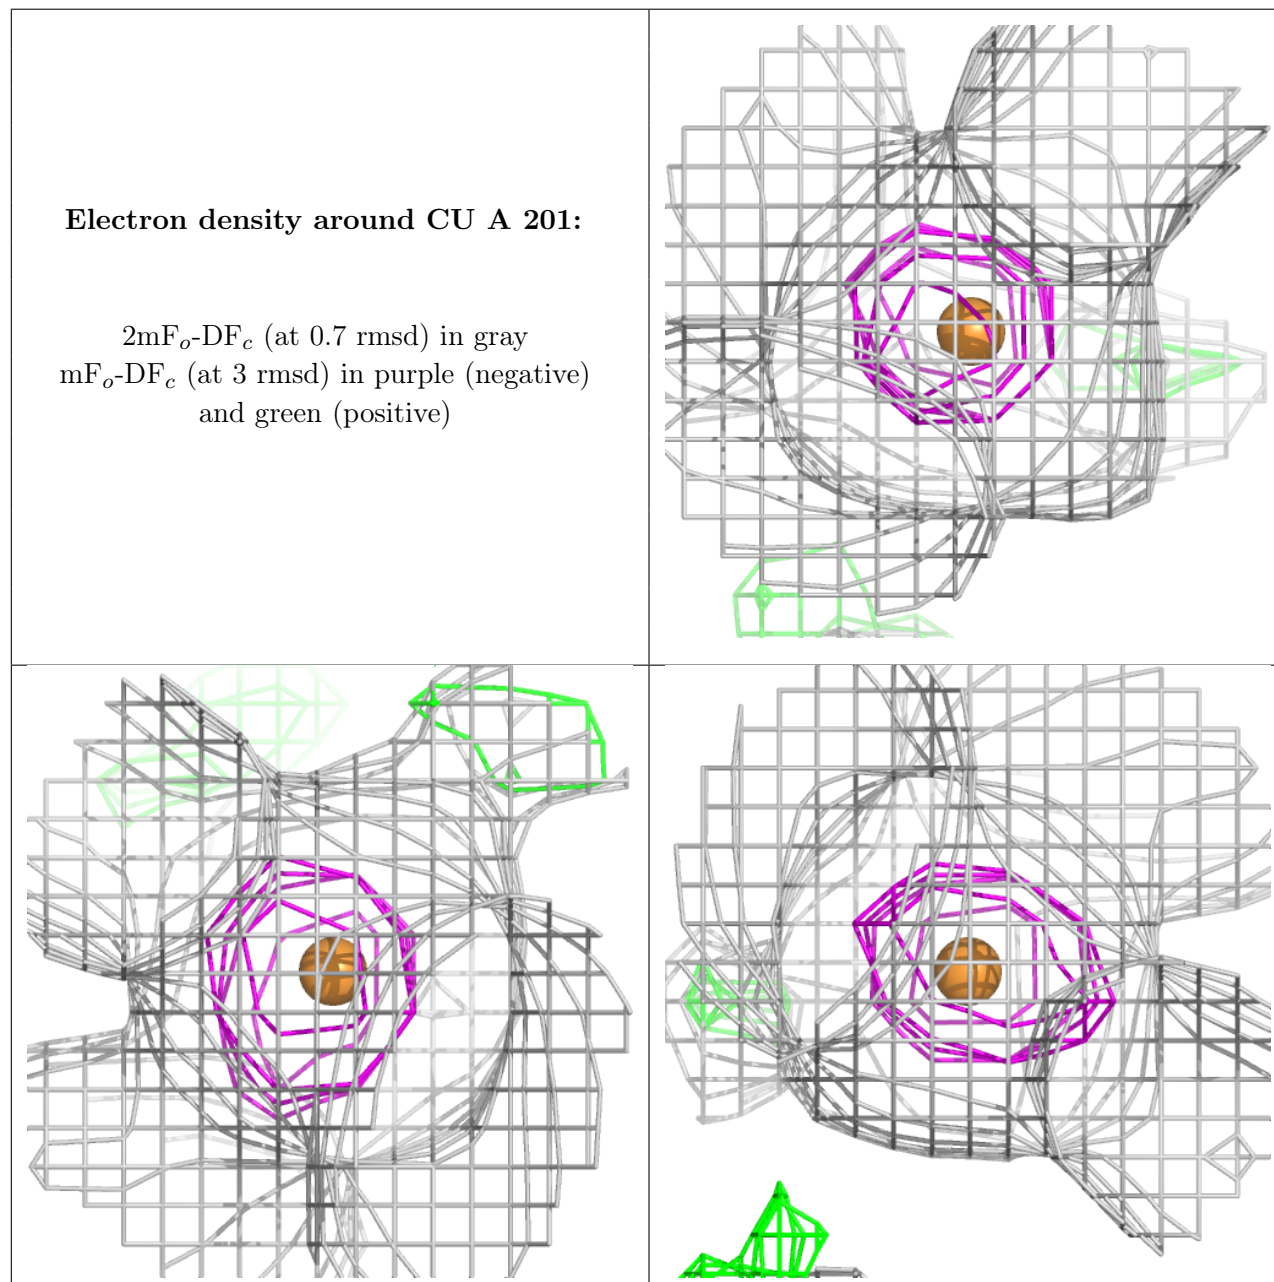 Electron density around CU A 201:
2mFo-DFc (at 0.7 rmsd) in gray
mFo-DFc (at 3 rmsd) in purple (negative)
and green (positive)